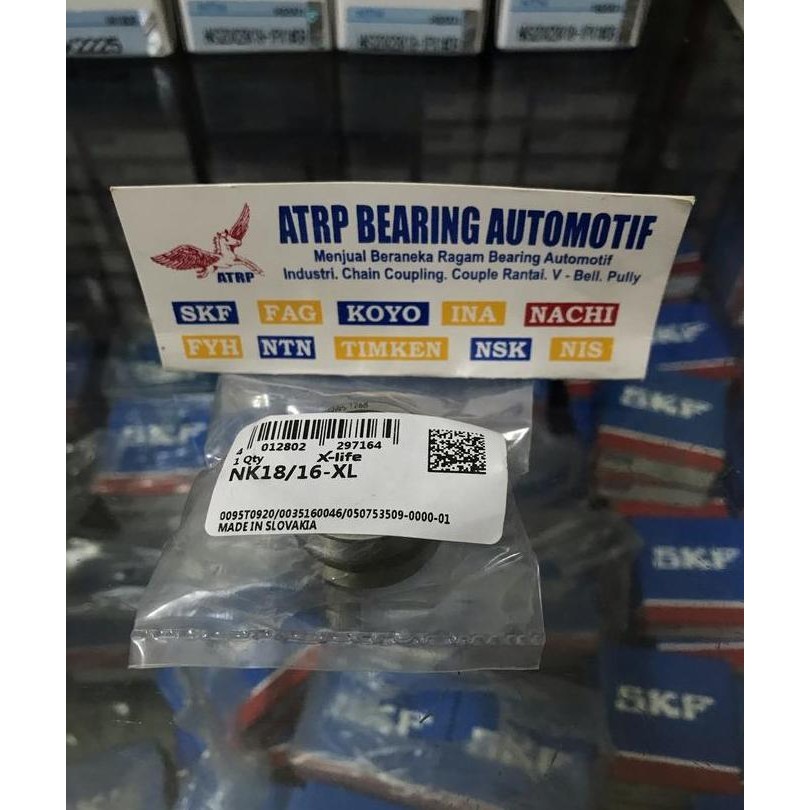 ATRP BEARING AUTOMOTIF
Menjual Beraneka Ragam Bearing Automotif
Industri. Chain Coupling. Couple Rantai. V - Bell. Pully
ATRP
SKF FAG KOYO INA NACHI
FYH NTN TIMKEN NSK NIS
4 012802 297164
1 Qty X-life
NK18/16-XL
0095T0920/0035160046/050753509-0000-01
MADE IN SLOVAKIA
SKF
SKF
SKF
SKF
SKF